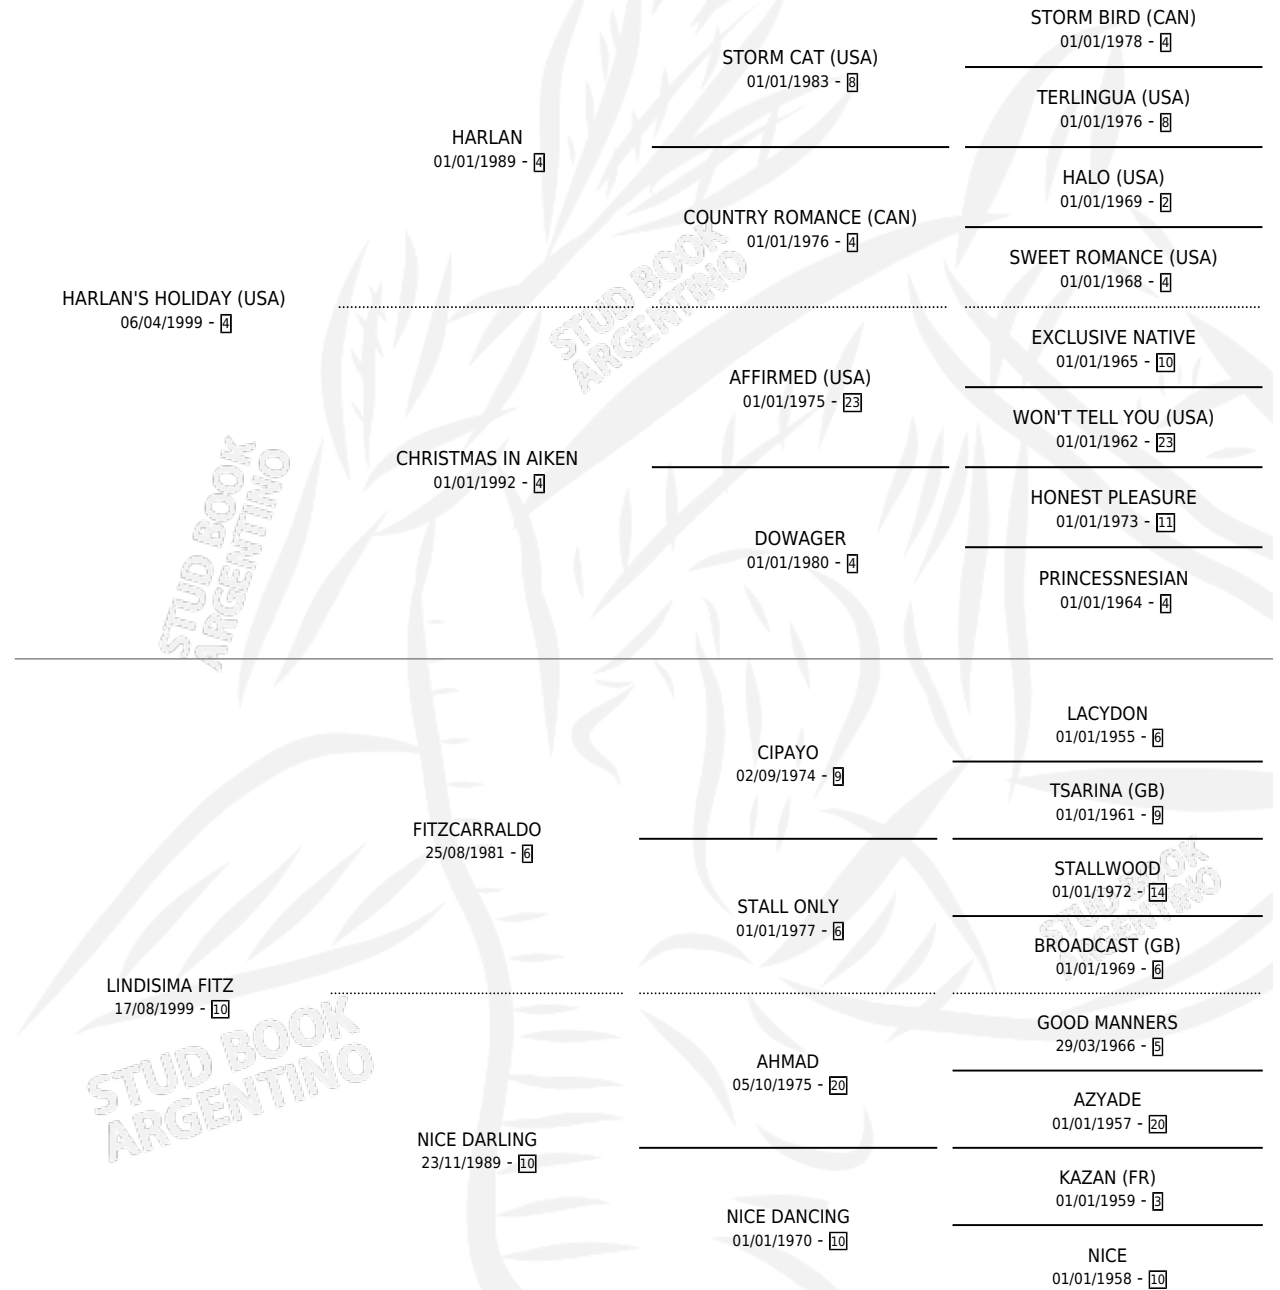 STORM BIRD (CAN)
01/01/1978 - 4
STORM CAT (USA)
01/01/1983 - 8
TERLINGUA (USA)
01/01/1976 - 8
HARLAN
01/01/1989 - 4
HALO (USA)
01/01/1969 - 2
COUNTRY ROMANCE (CAN)
01/01/1976 - 4
SWEET ROMANCE (USA)
01/01/1968 - 4
HARLAN'S HOLIDAY (USA)
06/04/1999 - 4
STUD BOOK
ARGENTINO
EXCLUSIVE NATIVE
01/01/1965 - 10
AFFIRMED (USA)
01/01/1975 - 23
WON'T TELL YOU (USA)
01/01/1962 - 23
CHRISTMAS IN AIKEN
01/01/1992 - 4
HONEST PLEASURE
01/01/1973 - 11
DOWAGER
01/01/1980 - 4
PRINCESSNESIAN
01/01/1964 - 4
STUD BOOK
ARGENTINO
LACYDON
01/01/1955 - 6
CIPAYO
02/09/1974 - 9
TSARINA (GB)
01/01/1961 - 9
FITZCARRALDO
25/08/1981 - 6
STALLWOOD
01/01/1972 - 14
STALL ONLY
01/01/1977 - 6
BROADCAST (GB)
01/01/1969 - 6
STUD BOOK
ARGENTINO
LINDISIMA FITZ
17/08/1999 - 10
GOOD MANNERS
29/03/1966 - 5
AHMAD
05/10/1975 - 20
AZYADE
01/01/1957 - 20
STUD BOOK
ARGENTINO
NICE DARLING
23/11/1989 - 10
KAZAN (FR)
01/01/1959 - 3
NICE DANCING
01/01/1970 - 10
NICE
01/01/1958 - 10